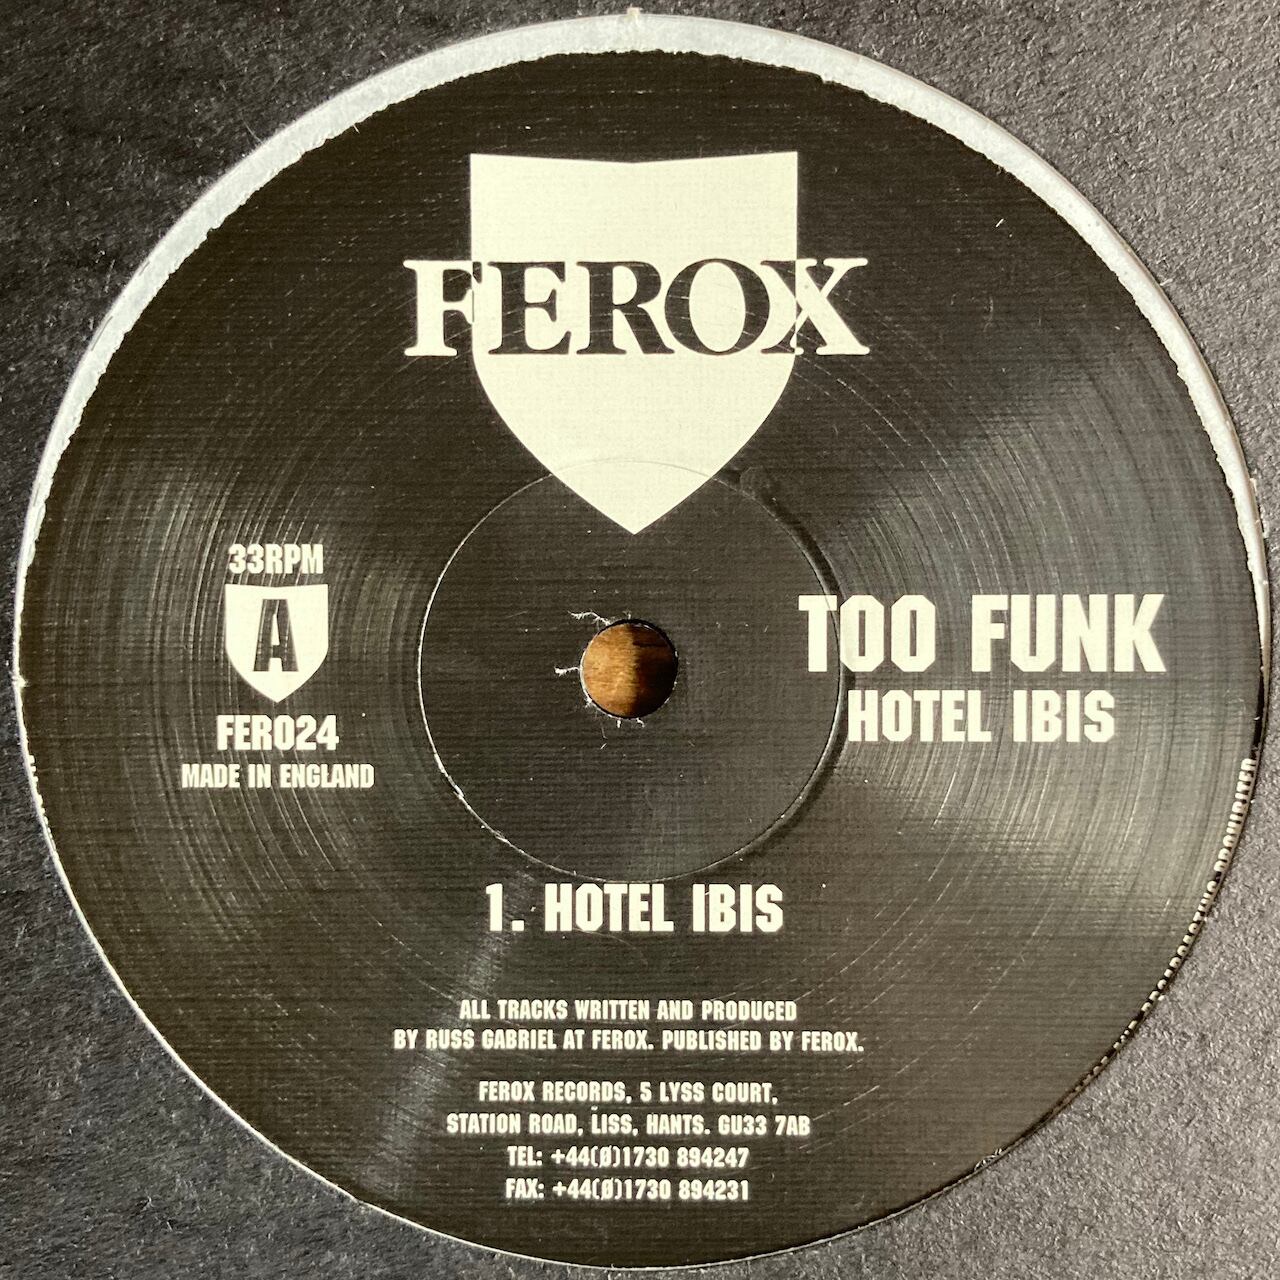 FEROX
33RPM
A
FER024
MADE IN ENGLAND
TOO FUNK
HOTEL IBIS
1. HOTEL IBIS
ALL TRACKS WRITTEN AND PRODUCED
BY RUSS GABRIEL AT FEROX. PUBLISHED BY FEROX.
FEROX RECORDS, 5 LYSS COURT,
STATION ROAD, LISS, HANTS. GU33 7AB
TEL: +44(Ø)1730 894247
FAX: +44(Ø)1730 894231
BROADCASTING PROHIBITED